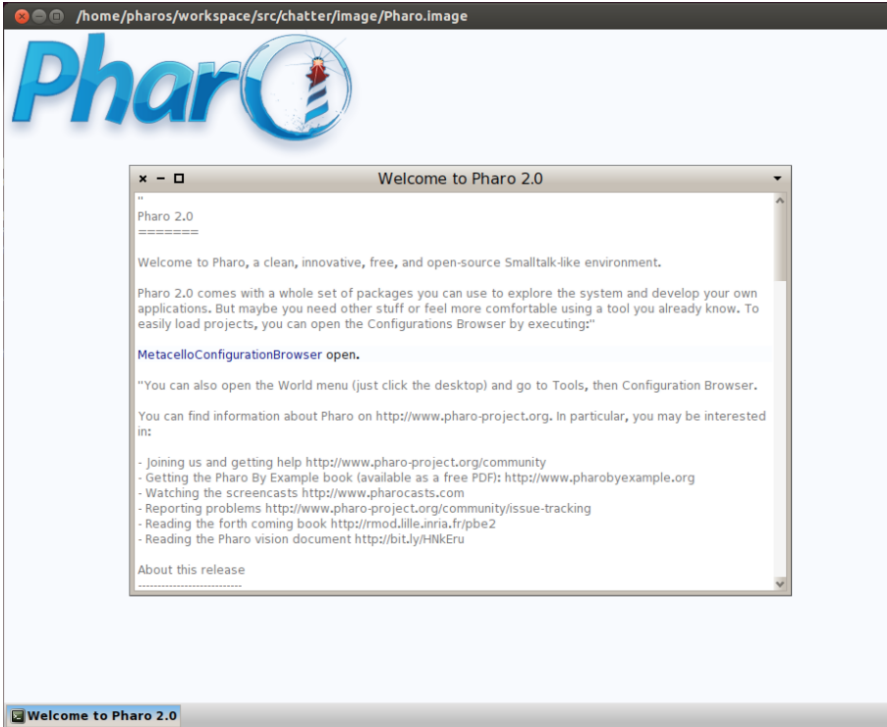 /home/pharos/workspace/src/chatter/image/Pharo.image
Pharo
Welcome to Pharo 2.0
"
Pharo 2.0
=======
Welcome to Pharo, a clean, innovative, free, and open-source Smalltalk-like environment.
Pharo 2.0 comes with a whole set of packages you can use to explore the system and develop your own
applications. But maybe you need other stuff or feel more comfortable using a tool you already know. To
easily load projects, you can open the Configurations Browser by executing:"
MetacelloConfigurationBrowser open.
"You can also open the World menu (just click the desktop) and go to Tools, then Configuration Browser.
You can find information about Pharo on http://www.pharo-project.org. In particular, you may be interested
in:
- Joining us and getting help http://www.pharo-project.org/community
- Getting the Pharo By Example book (available as a free PDF): http://www.pharobyexample.org
- Watching the screencasts http://www.pharocasts.com
- Reporting problems http://www.pharo-project.org/community/issue-tracking
- Reading the forth coming book http://rmod.lille.inria.fr/pbe2
- Reading the Pharo vision document http://bit.ly/HNkEru
About this release
---------------------------
Welcome to Pharo 2.0